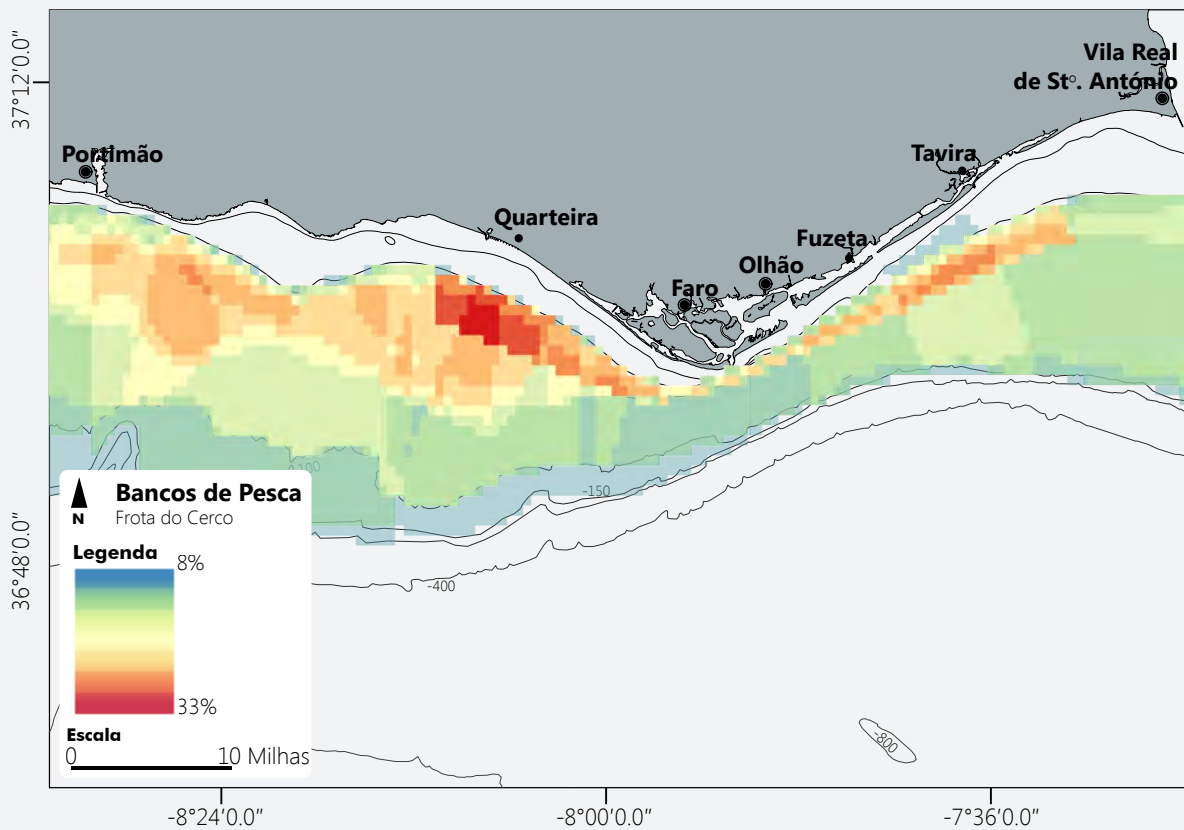 37°12'0.0"
36°48'0.0"
Vila Real
de Stº. António
Portimão
Tavira
Quarteira
Fuzeta
Olhão
Faro
-100
-150
-400
-800
N
Bancos de Pesca
Frota do Cerco
Legenda
8%
33%
Escala
0 10 Milhas
-8°24'0.0"
-8°00'0.0"
-7°36'0.0"